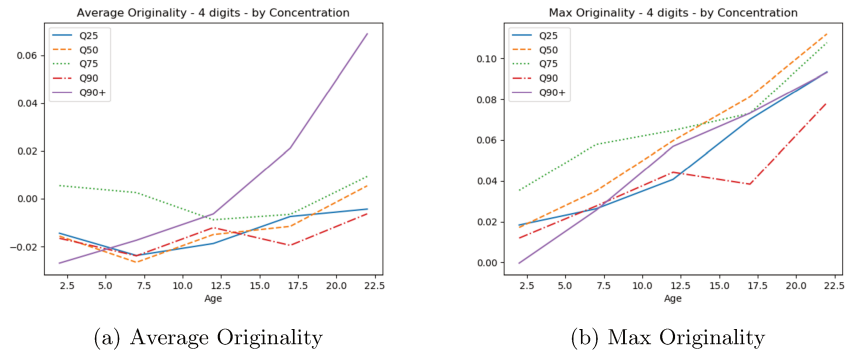 Average Originality - 4 digits - by Concentration
Q25
Q50
Q75
Q90
Q90+
0.06
0.04
0.02
0.00
−0.02
2.5 5.0 7.5 10.0 12.5 15.0 17.5 20.0 22.5
Age
(a) Average Originality
Max Originality - 4 digits - by Concentration
Q25
Q50
Q75
Q90
Q90+
0.10
0.08
0.06
0.04
0.02
0.00
2.5 5.0 7.5 10.0 12.5 15.0 17.5 20.0 22.5
Age
(b) Max Originality